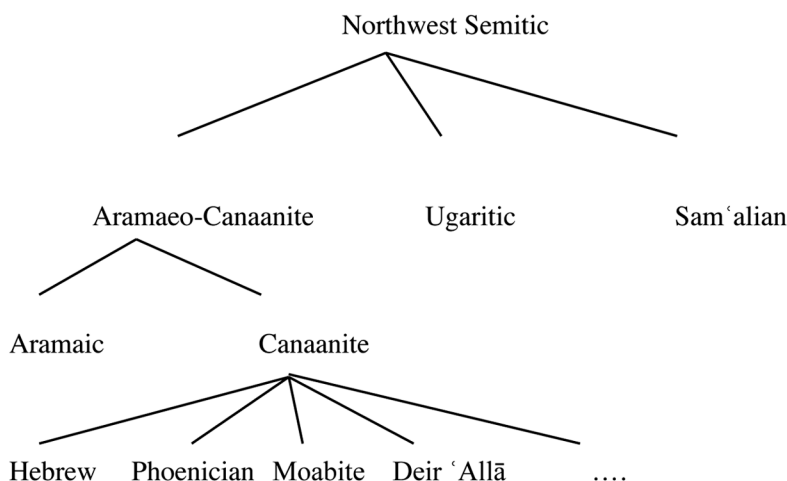 Northwest Semitic
Aramaeo-Canaanite Ugaritic Samʿalian
Aramaic Canaanite
Hebrew Phoenician Moabite Deir ʿAllā ….